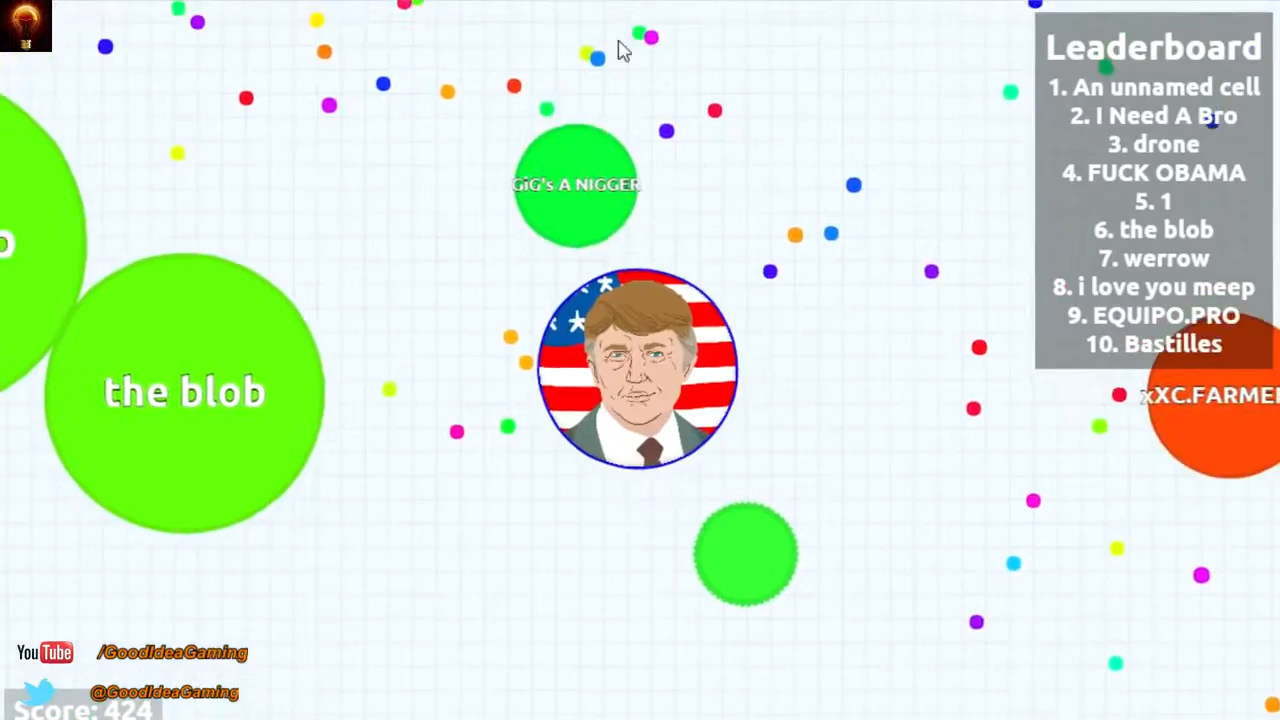 Leaderboard
1. An unnamed cell
2. I Need A Bro
3. drone
4. FUCK OBAMA
5. 1
6. the blob
7. werrow
8. i love you meep
9. EQUIPO.PRO
10. Bastilles
GiG's A NIGGER
the blob
xXC.FARMER
YouTube /GoodIdeaGaming
@GoodIdeaGaming
Score: 424